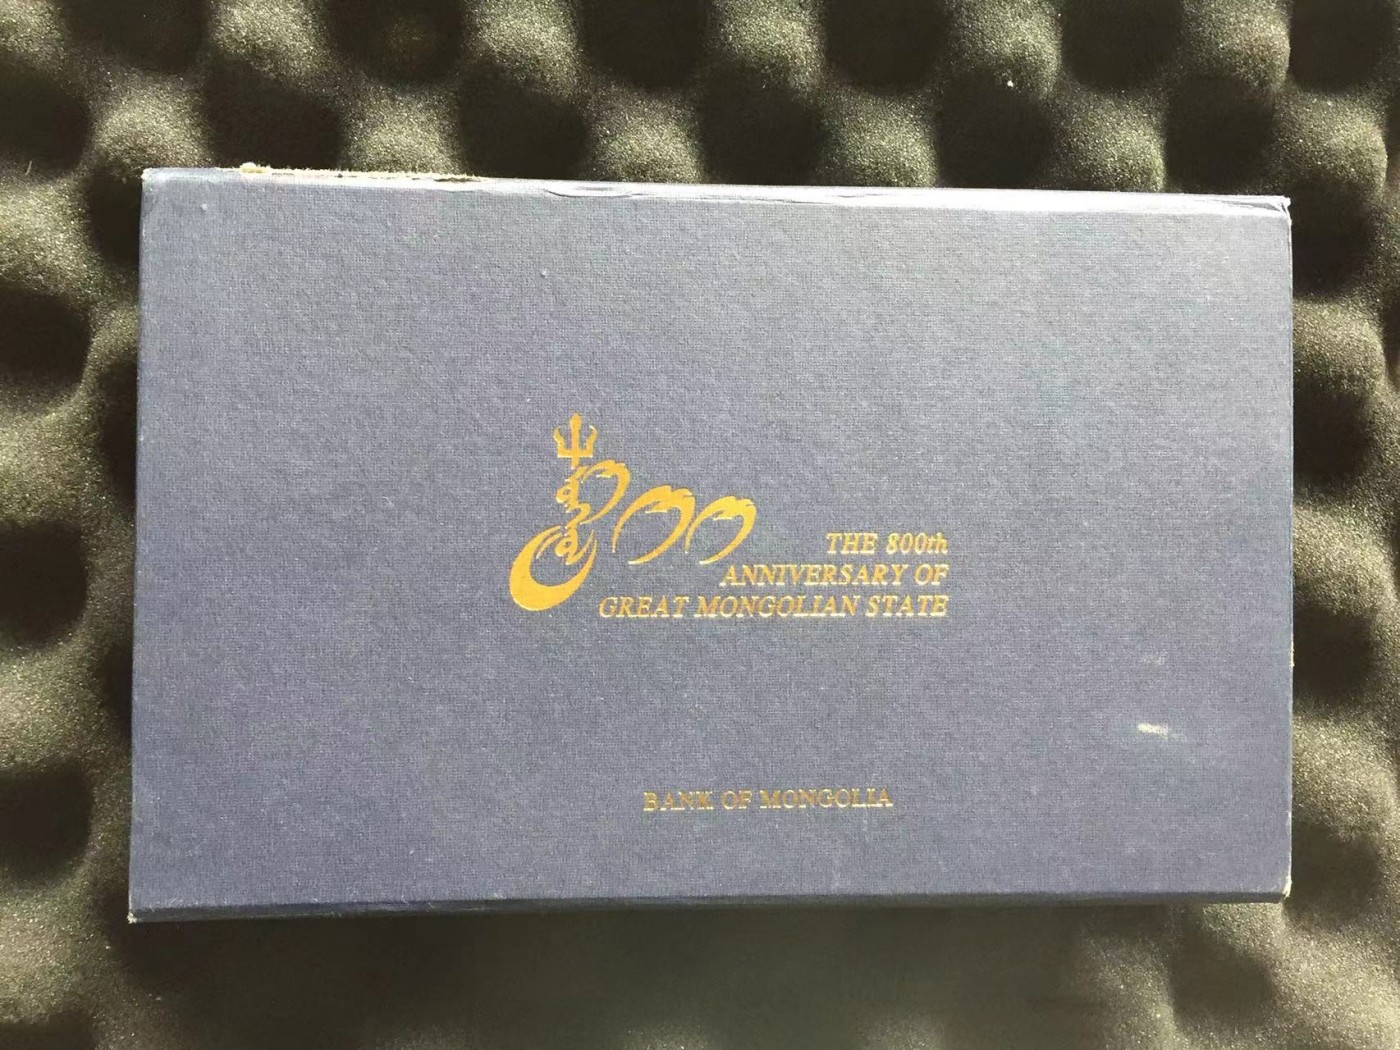 THE 800th
ANNIVERSARY OF
GREAT MONGOLIAN STATE
BANK OF MONGOLIA